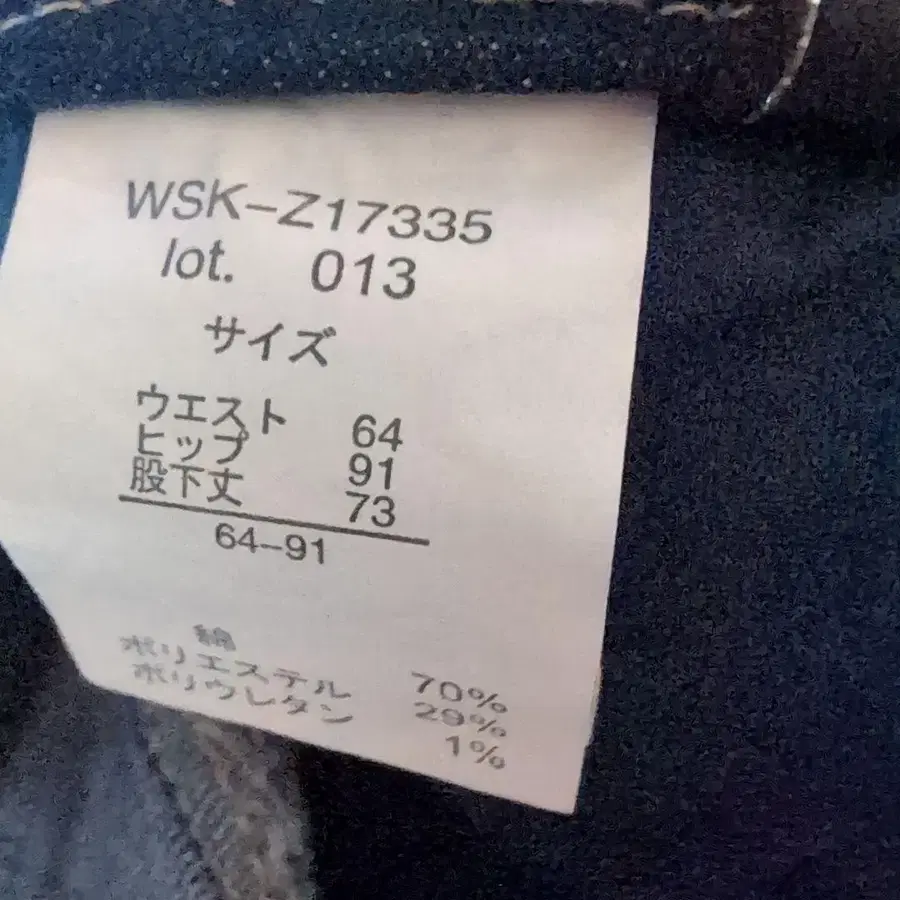 WSK-Z17335
lot. 013
サイズ
ウエスト 64
ヒップ 91
股下丈 73
64-91
綿 70%
ポリエステル 29%
ポリウレタン 1%